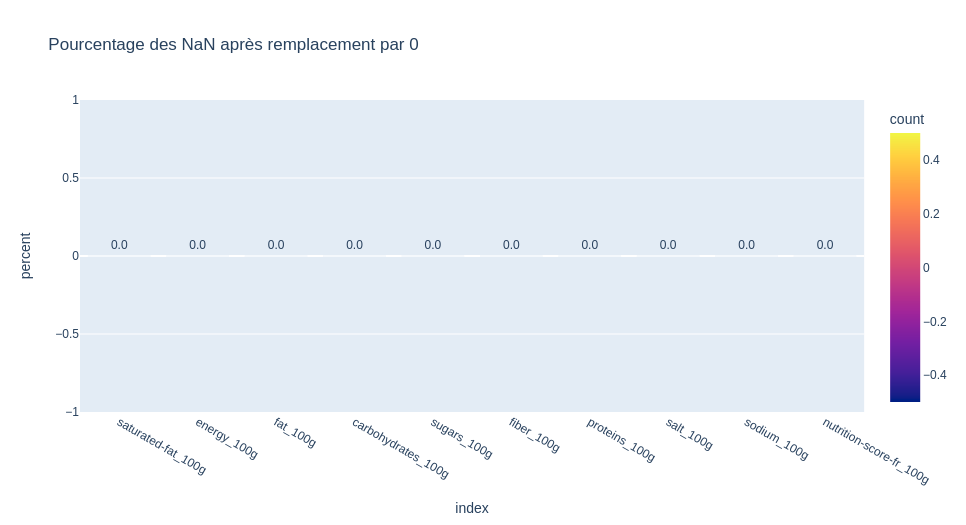 Pourcentage des NaN après remplacement par 0
count
1
0.5
0
−0.5
−1
percent
0.0 0.0 0.0 0.0 0.0 0.0 0.0 0.0 0.0 0.0
0.4
0.2
0
−0.2
−0.4
saturated-fat_100g
energy_100g
fat_100g
carbohydrates_100g
sugars_100g
fiber_100g
proteins_100g
salt_100g
sodium_100g
nutrition-score-fr_100g
index